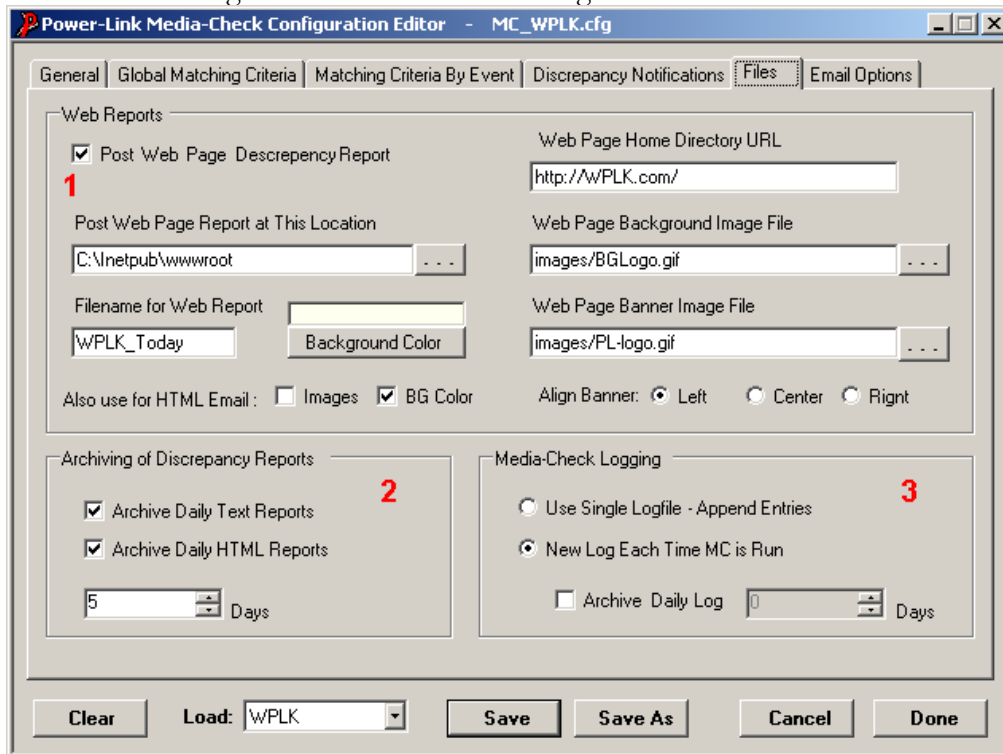 Power-Link Media-Check Configuration Editor - MC_WPLK.cfg
General
Global Matching Criteria
Matching Criteria By Event
Discrepancy Notifications
Files
Email Options
Web Reports
Post Web Page Descrepency Report
1
Web Page Home Directory URL
http://WPLK.com/
Post Web Page Report at This Location
C:\Inetpub\wwwroot
...
Web Page Background Image File
images/BGLogo.gif
...
Filename for Web Report
WPLK_Today
Background Color
Web Page Banner Image File
images/PL-logo.gif
...
Also use for HTML Email : Images BG Color
Align Banner: Left Center Rignt
Archiving of Discrepancy Reports
2
Archive Daily Text Reports
Archive Daily HTML Reports
5 Days
Media-Check Logging
3
Use Single Logfile - Append Entries
New Log Each Time MC is Run
Archive Daily Log 0 Days
Clear
Load: WPLK
Save
Save As
Cancel
Done